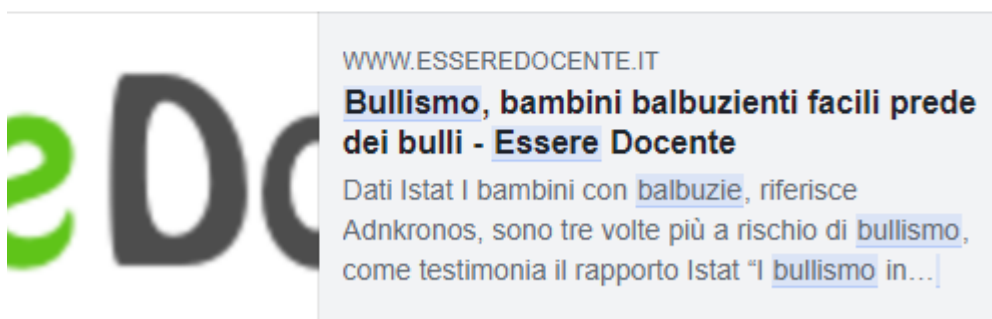 eDo
WWW.ESSEREDOCENTE.IT
Bullismo, bambini balbuzienti facili prede
dei bulli - Essere Docente
Dati Istat I bambini con balbuzie, riferisce
Adnkronos, sono tre volte più a rischio di bullismo,
come testimonia il rapporto Istat “I bullismo in…